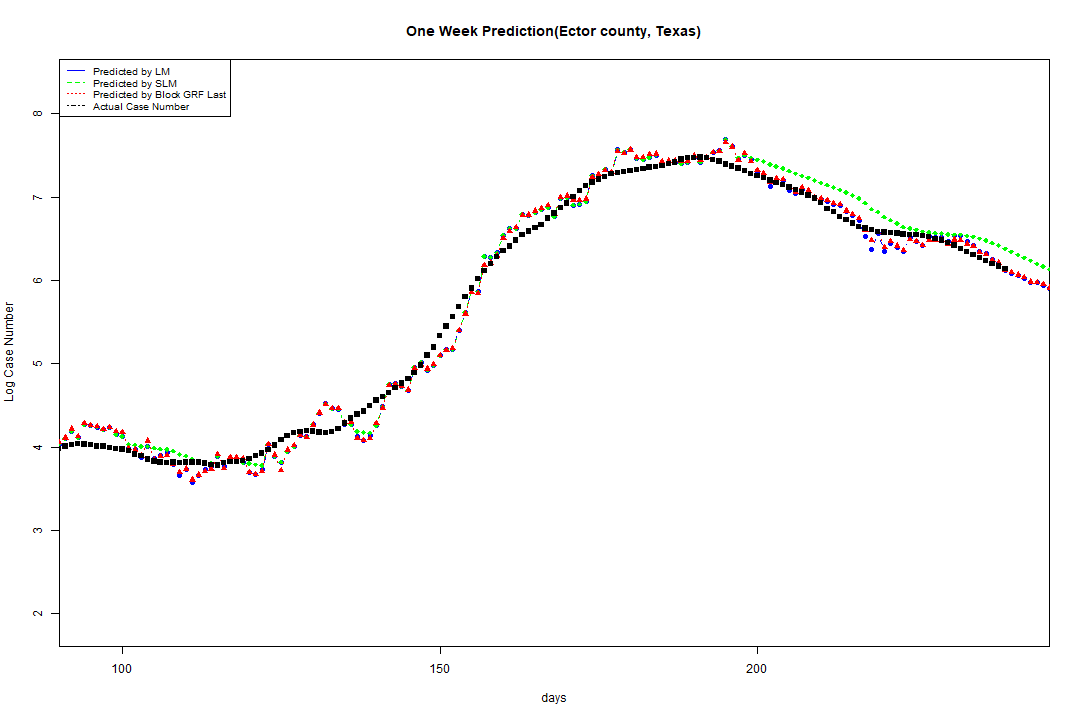 One Week Prediction(Ector county, Texas)
Predicted by LM
Predicted by SLM
Predicted by Block GRF Last
Actual Case Number
8
7
6
5
4
3
2
Log Case Number
100 150 200
days